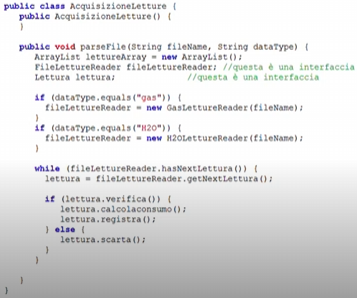 public class AcquisizioneLetture {
public AcquisizioneLetture() {
}
public void parseFile(String fileName, String dataType) {
ArrayList lettureArray = new ArrayList();
FileLettureReader fileLettureReader; //questa è una interfaccia
Lettura lettura; //questa è una interfaccia
if (dataType.equals("gas")) {
fileLettureReader = new GasLettureReader(fileName);
}
if (dataType.equals("H2O")) {
fileLettureReader = new H2OLettureReader(fileName);
}
while (fileLettureReader.hasNextLettura()) {
lettura = fileLettureReader.getNextLettura();
if (lettura.verifica()) {
lettura.calcolaconsumo();
lettura.registra();
} else {
lettura.scarta();
}
}
}
}